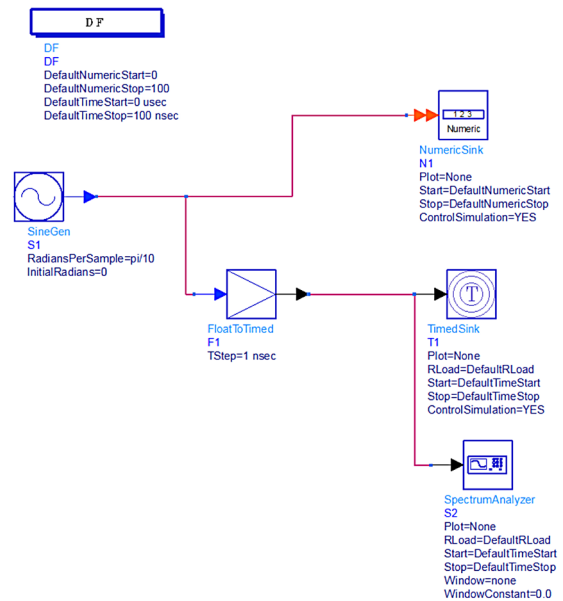 DF
DF
DF
DefaultNumericStart=0
DefaultNumericStop=100
DefaultTimeStart=0 usec
DefaultTimeStop=100 nsec
1 2 3
Numeric
NumericSink
N1
Plot=None
Start=DefaultNumericStart
Stop=DefaultNumericStop
ControlSimulation=YES
SineGen
S1
RadiansPerSample=pi/10
InitialRadians=0
FloatToTimed
F1
TStep=1 nsec
T
TimedSink
T1
Plot=None
RLoad=DefaultRLoad
Start=DefaultTimeStart
Stop=DefaultTimeStop
ControlSimulation=YES
SpectrumAnalyzer
S2
Plot=None
RLoad=DefaultRLoad
Start=DefaultTimeStart
Stop=DefaultTimeStop
Window=none
WindowConstant=0.0